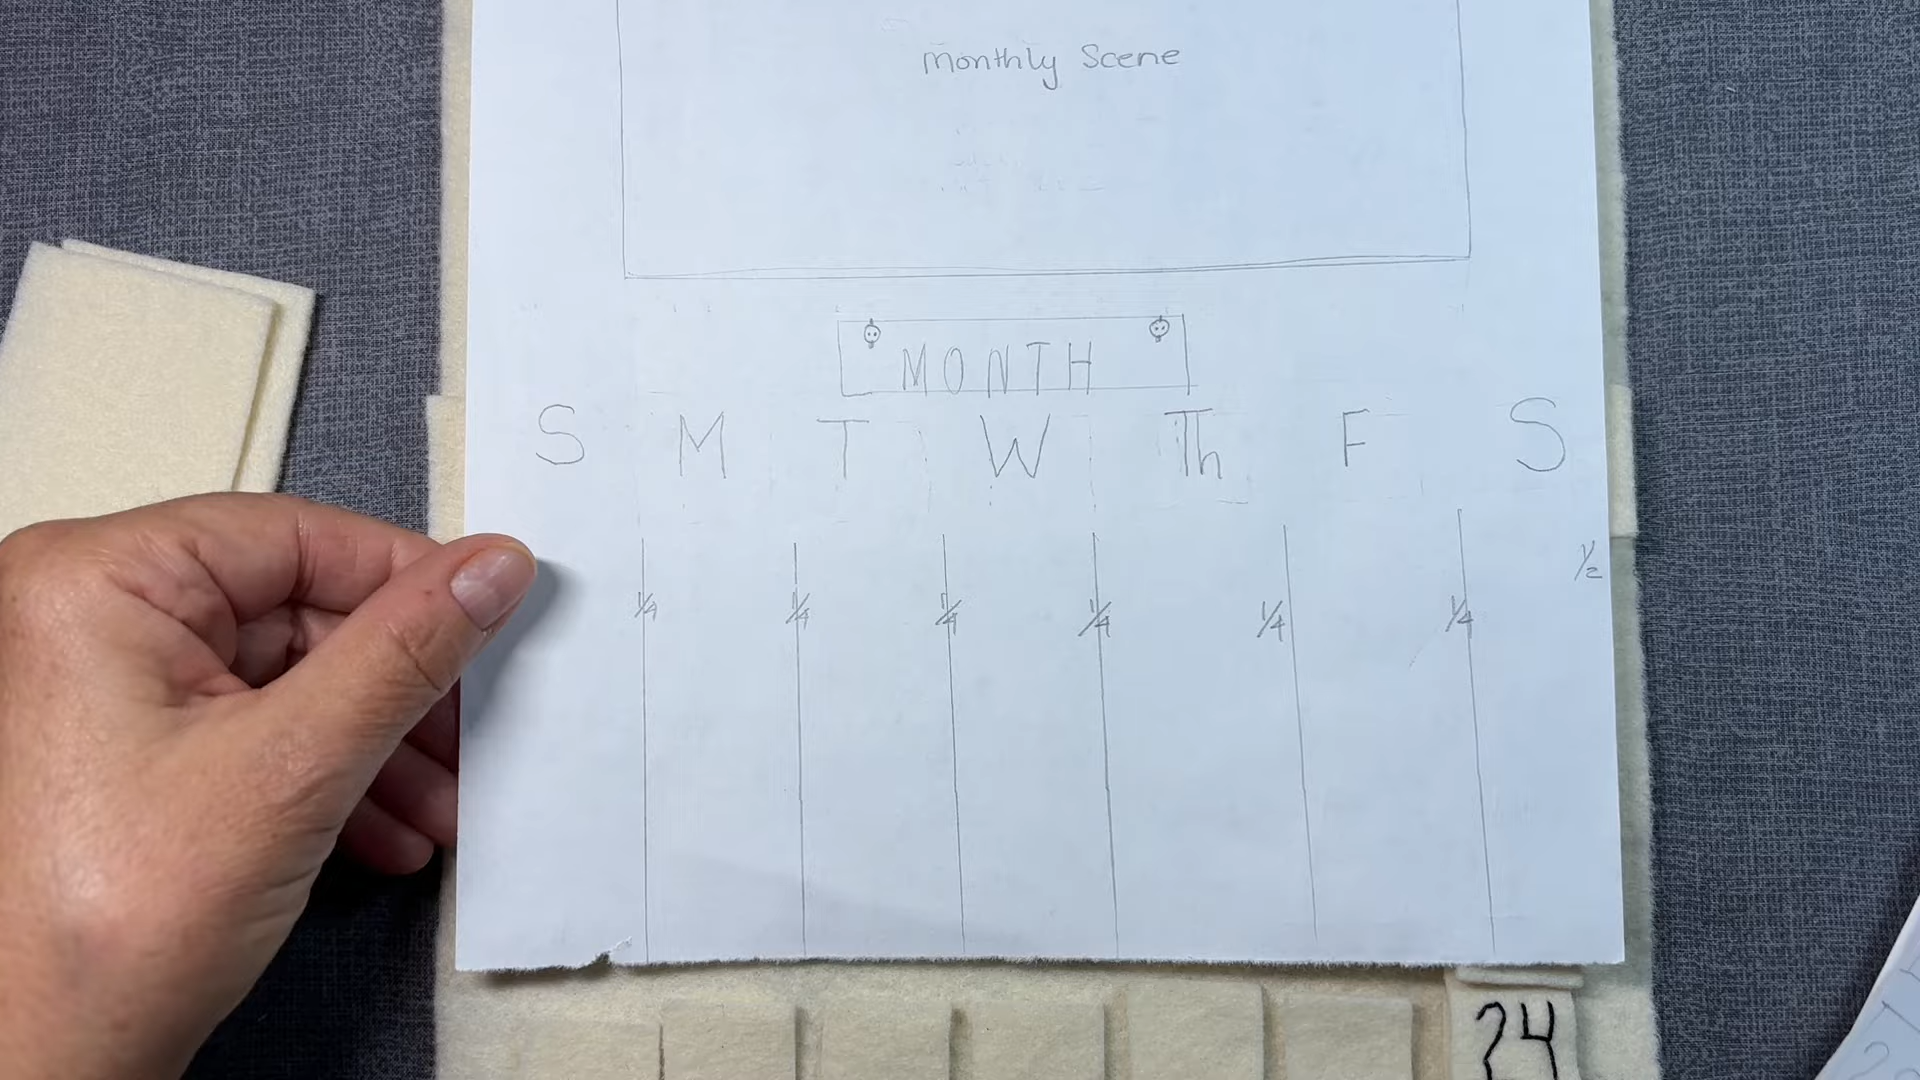 Monthly Scene
MONTH
S M T W Th F S
1/2
1/4 1/4 1/4 1/4 1/4 1/4
24